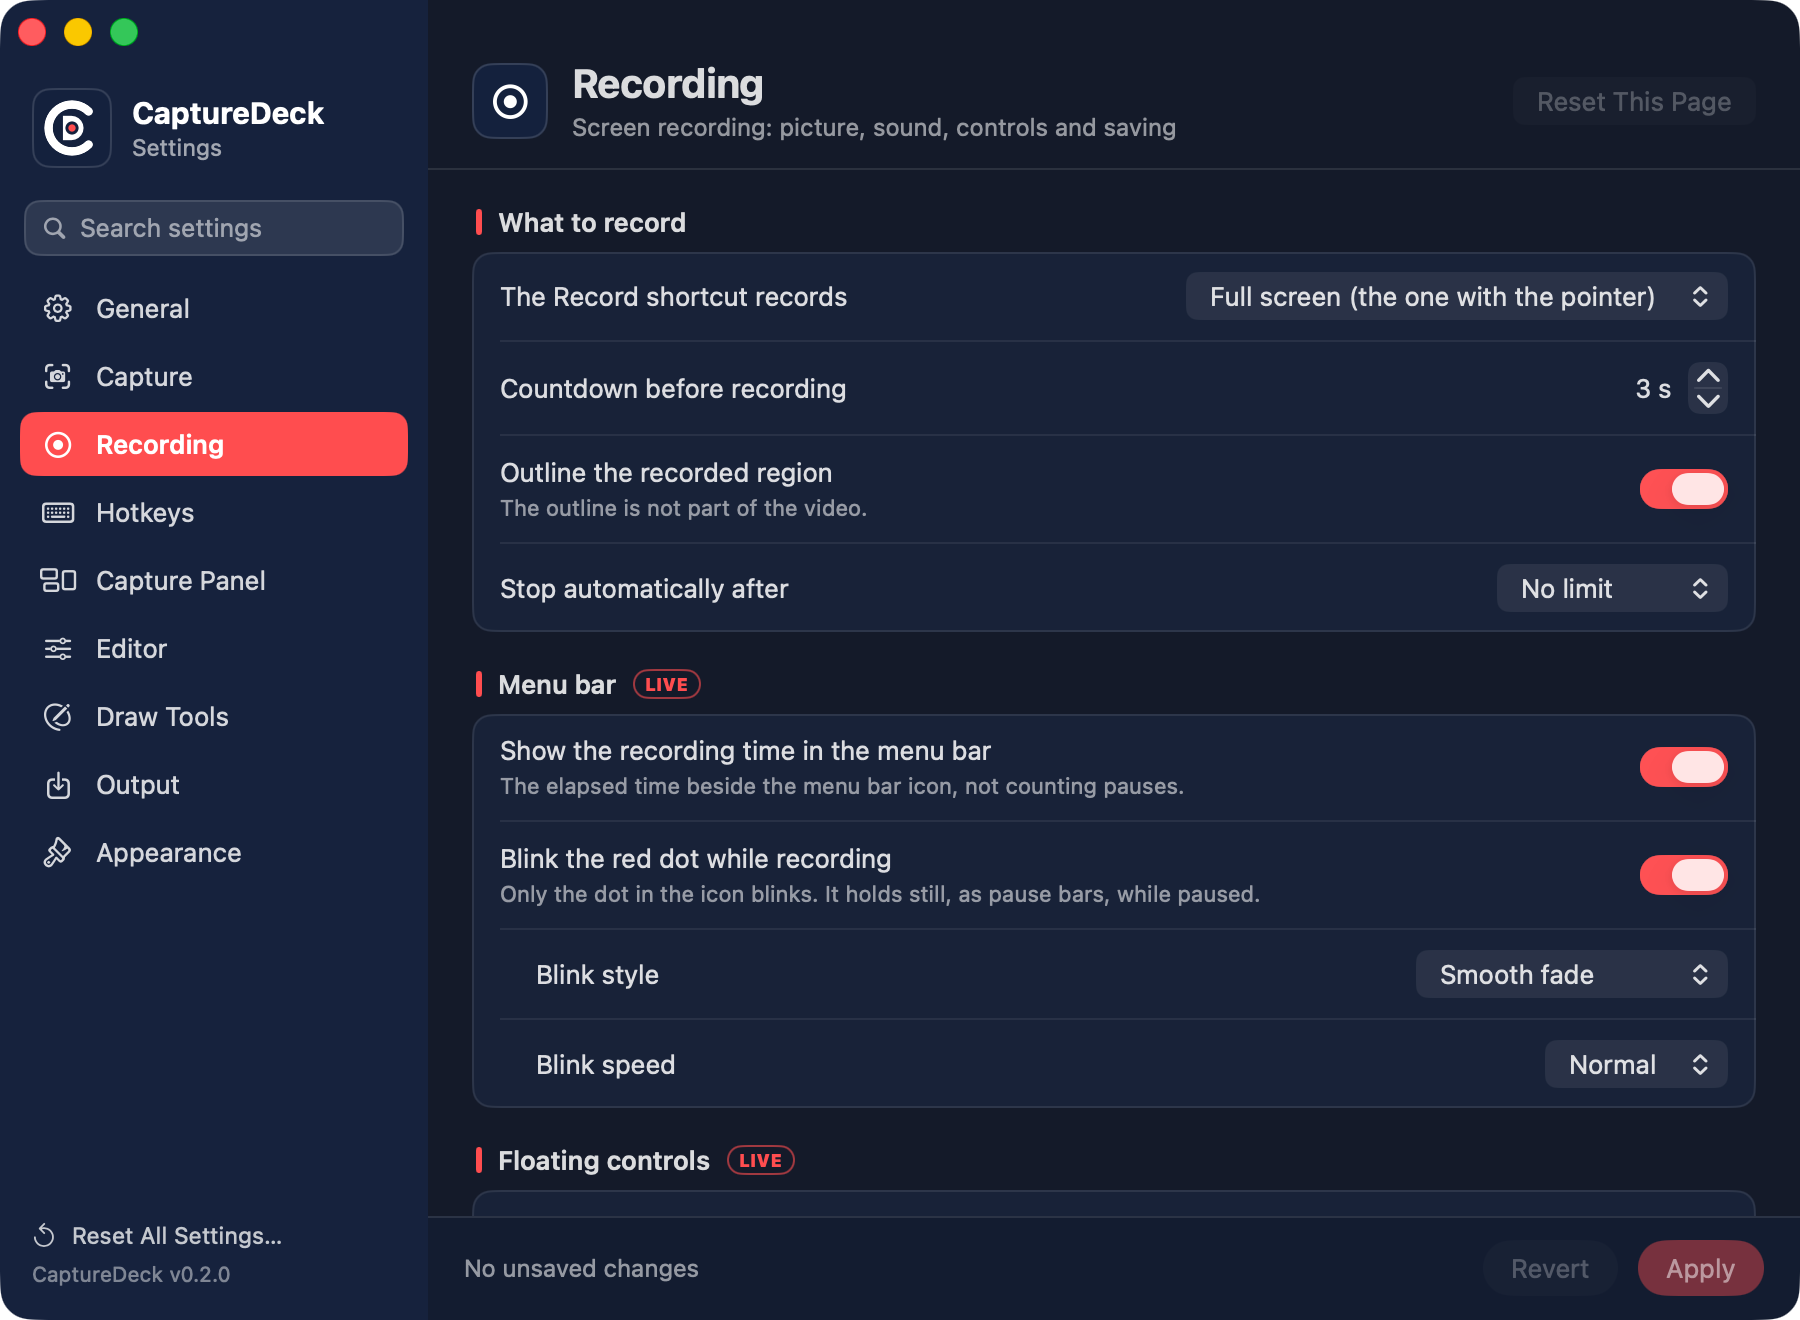 CaptureDeck
Settings
Search settings
General
Capture
Recording
Hotkeys
Capture Panel
Editor
Draw Tools
Output
Appearance
Reset All Settings...
CaptureDeck v0.2.0
Recording
Screen recording: picture, sound, controls and saving
Reset This Page
What to record
The Record shortcut records
Full screen (the one with the pointer)
Countdown before recording
3 s
Outline the recorded region
The outline is not part of the video.
Stop automatically after
No limit
Menu bar
LIVE
Show the recording time in the menu bar
The elapsed time beside the menu bar icon, not counting pauses.
Blink the red dot while recording
Only the dot in the icon blinks. It holds still, as pause bars, while paused.
Blink style
Smooth fade
Blink speed
Normal
Floating controls
LIVE
No unsaved changes
Revert
Apply